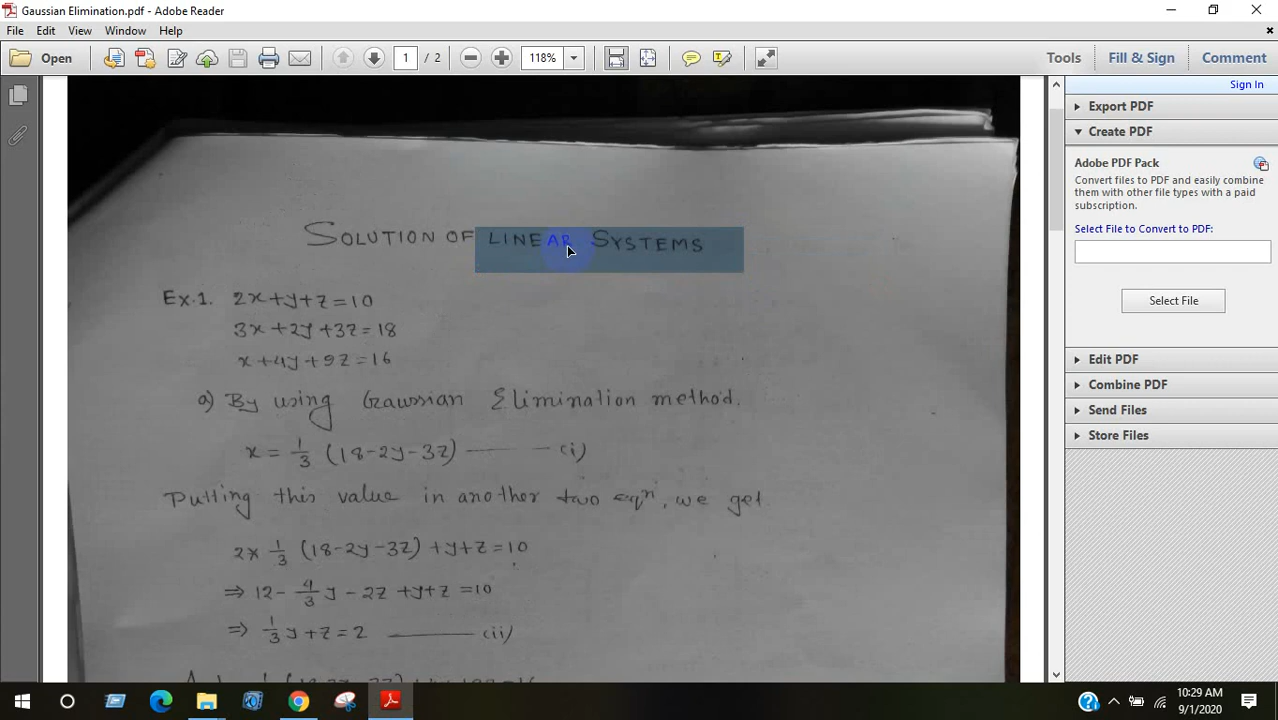 Gaussian Elimination.pdf - Adobe Reader
File Edit View Window Help
Open 1 / 2 118% Tools Fill & Sign Comment
Sign In
Export PDF
Create PDF
Adobe PDF Pack
Convert files to PDF and easily combine
them with other file types with a paid
subscription.
Select File to Convert to PDF:
Select File
Edit PDF
Combine PDF
Send Files
Store Files
SOLUTION OF LINEAR SYSTEMS
Ex.1. 2x+y+z=10
3x+2y+3z=18
x+4y+9z=16
a) By using Gaussian Elimination method.
x = 1/3 (18-2y-3z) —— — (i)
Putting this value in another two eqⁿ, we get
2× 1/3 (18-2y-3z) +y+z=10
⇒ 12- 4/3 y - 2z +y+z =10
⇒ 1/3 y+z=2 ——— (ii)
10:29 AM
9/1/2020